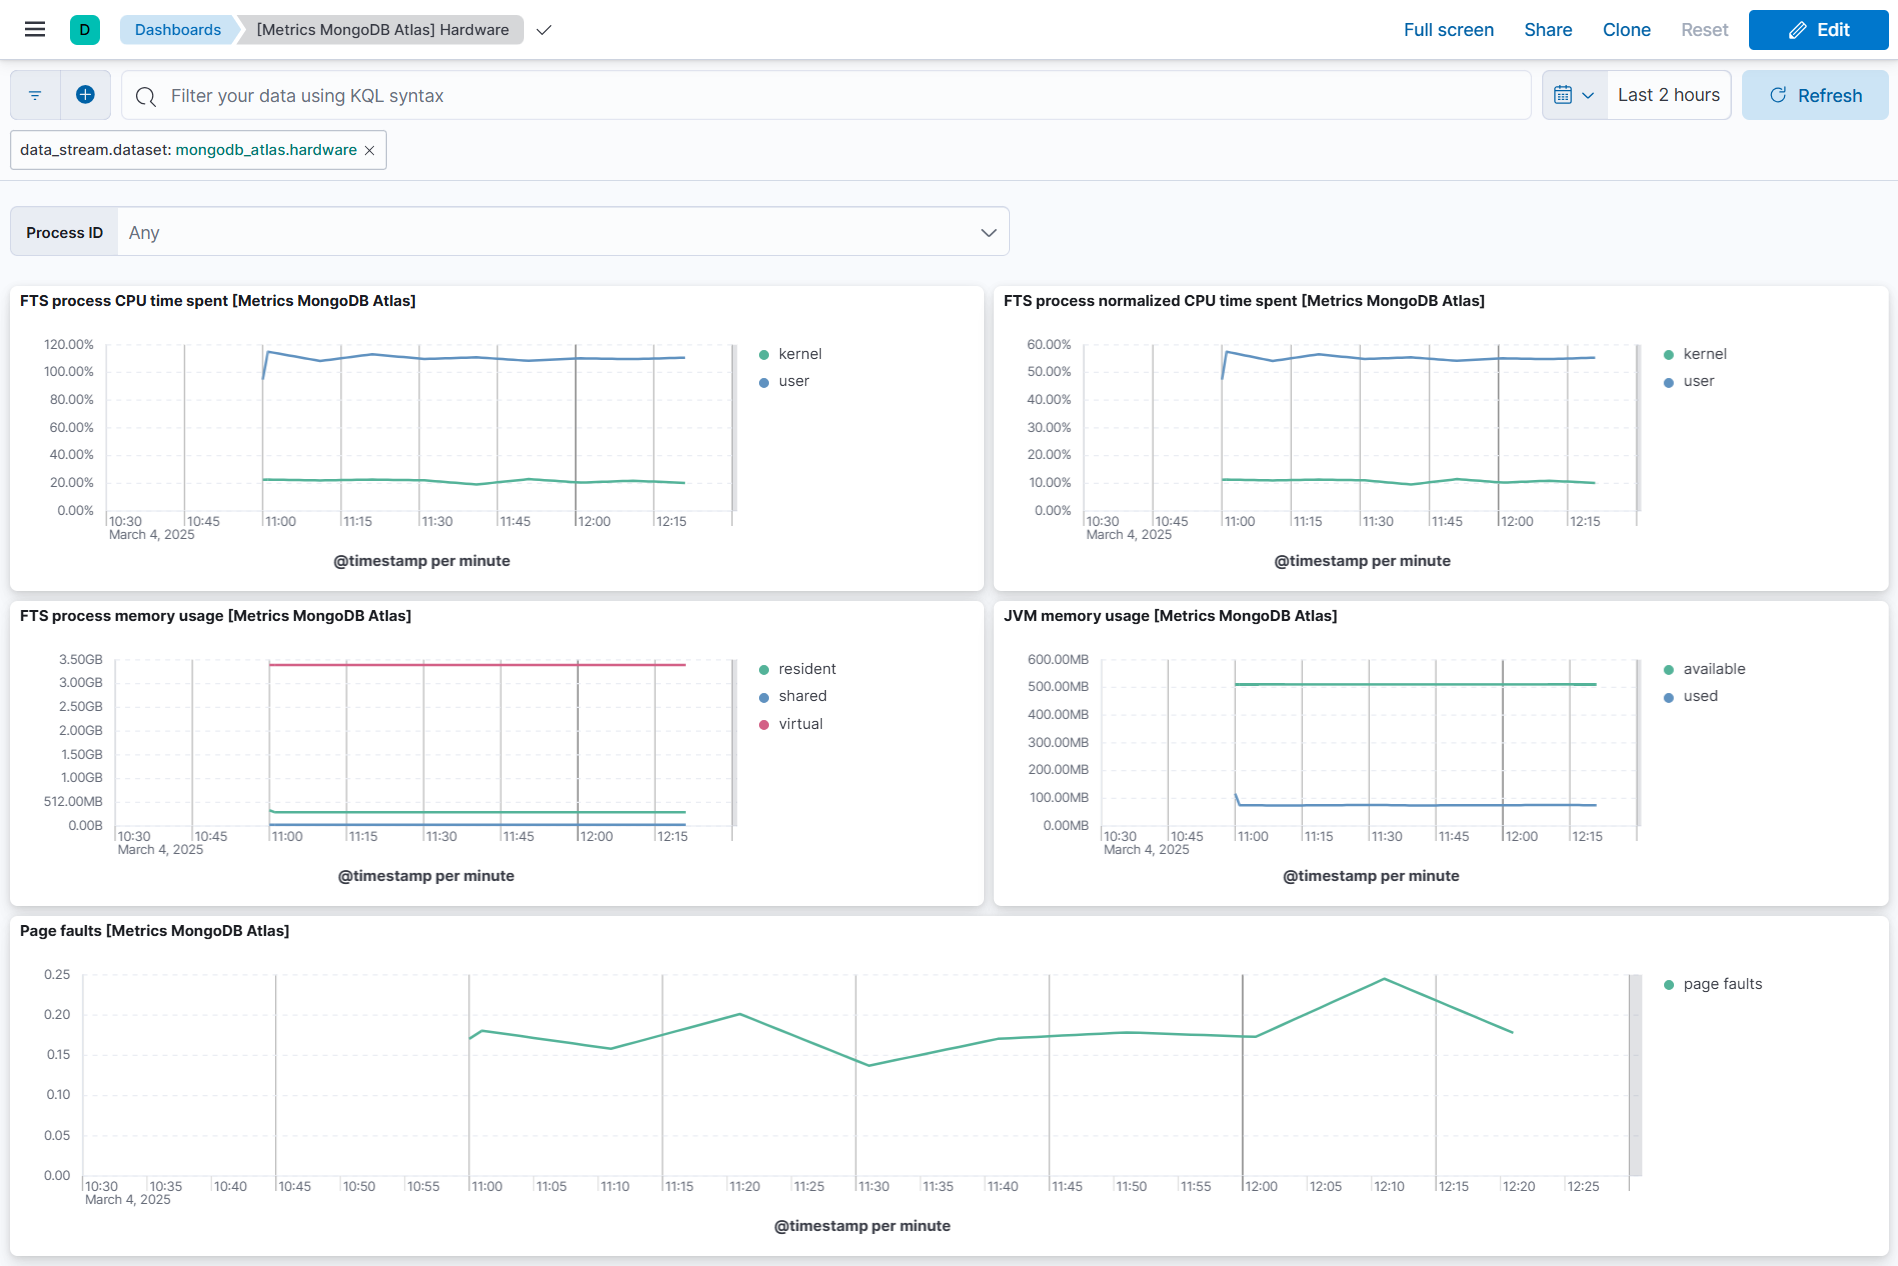 D
Dashboards
[Metrics MongoDB Atlas] Hardware
Full screen
Share
Clone
Reset
Edit
Filter your data using KQL syntax
Last 2 hours
Refresh
data_stream.dataset: mongodb_atlas.hardware
Process ID
Any
FTS process CPU time spent [Metrics MongoDB Atlas]
120.00%
100.00%
80.00%
60.00%
40.00%
20.00%
0.00%
10:30 10:45 11:00 11:15 11:30 11:45 12:00 12:15
March 4, 2025
@timestamp per minute
kernel
user
FTS process normalized CPU time spent [Metrics MongoDB Atlas]
60.00%
50.00%
40.00%
30.00%
20.00%
10.00%
0.00%
10:30 10:45 11:00 11:15 11:30 11:45 12:00 12:15
March 4, 2025
@timestamp per minute
kernel
user
FTS process memory usage [Metrics MongoDB Atlas]
3.50GB
3.00GB
2.50GB
2.00GB
1.50GB
1.00GB
512.00MB
0.00B
10:30 10:45 11:00 11:15 11:30 11:45 12:00 12:15
March 4, 2025
@timestamp per minute
resident
shared
virtual
JVM memory usage [Metrics MongoDB Atlas]
600.00MB
500.00MB
400.00MB
300.00MB
200.00MB
100.00MB
0.00MB
10:30 10:45 11:00 11:15 11:30 11:45 12:00 12:15
March 4, 2025
@timestamp per minute
available
used
Page faults [Metrics MongoDB Atlas]
0.25
0.20
0.15
0.10
0.05
0.00
10:30 10:35 10:40 10:45 10:50 10:55 11:00 11:05 11:10 11:15 11:20 11:25 11:30 11:35 11:40 11:45 11:50 11:55 12:00 12:05 12:10 12:15 12:20 12:25
March 4, 2025
@timestamp per minute
page faults